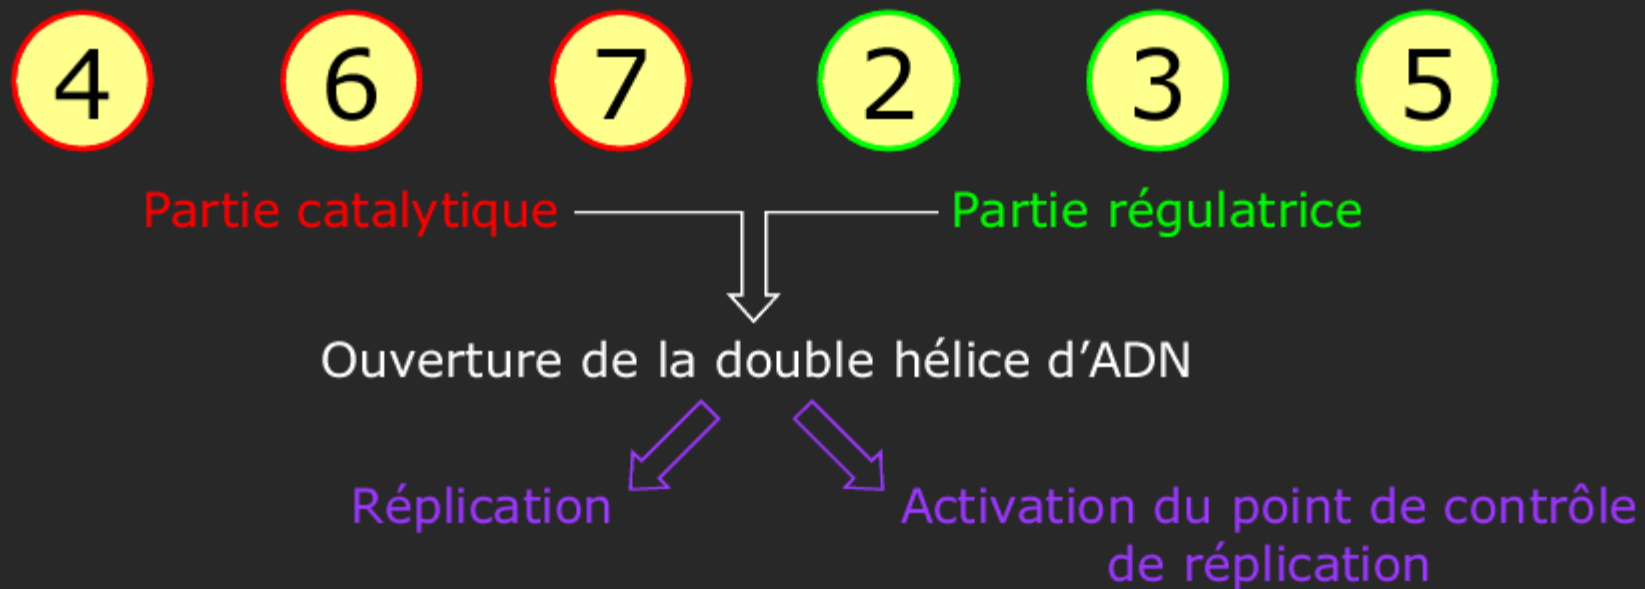 4 6 7 2 3 5
Partie catalytique Partie régulatrice
Ouverture de la double hélice d’ADN
Réplication Activation du point de contrôle
de réplication